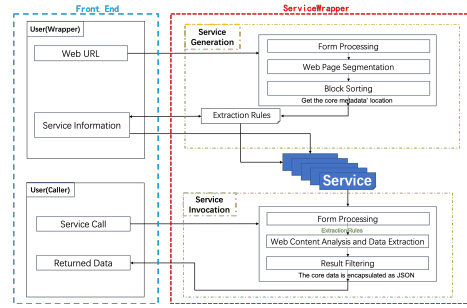 Front End
ServiceWrapper
User(Wrapper)
Web URL
Service Information
Service
Generation
Form Processing
Web Page Segmentation
Block Sorting
Get the core metadata' location
Extraction Rules
Service
User(Caller)
Service Call
Returned Data
Service
Invocation
Form Processing
Extraction Rules
Web Content Analysis and Data Extraction
Result Filtering
The core data is encapsulated as JSON